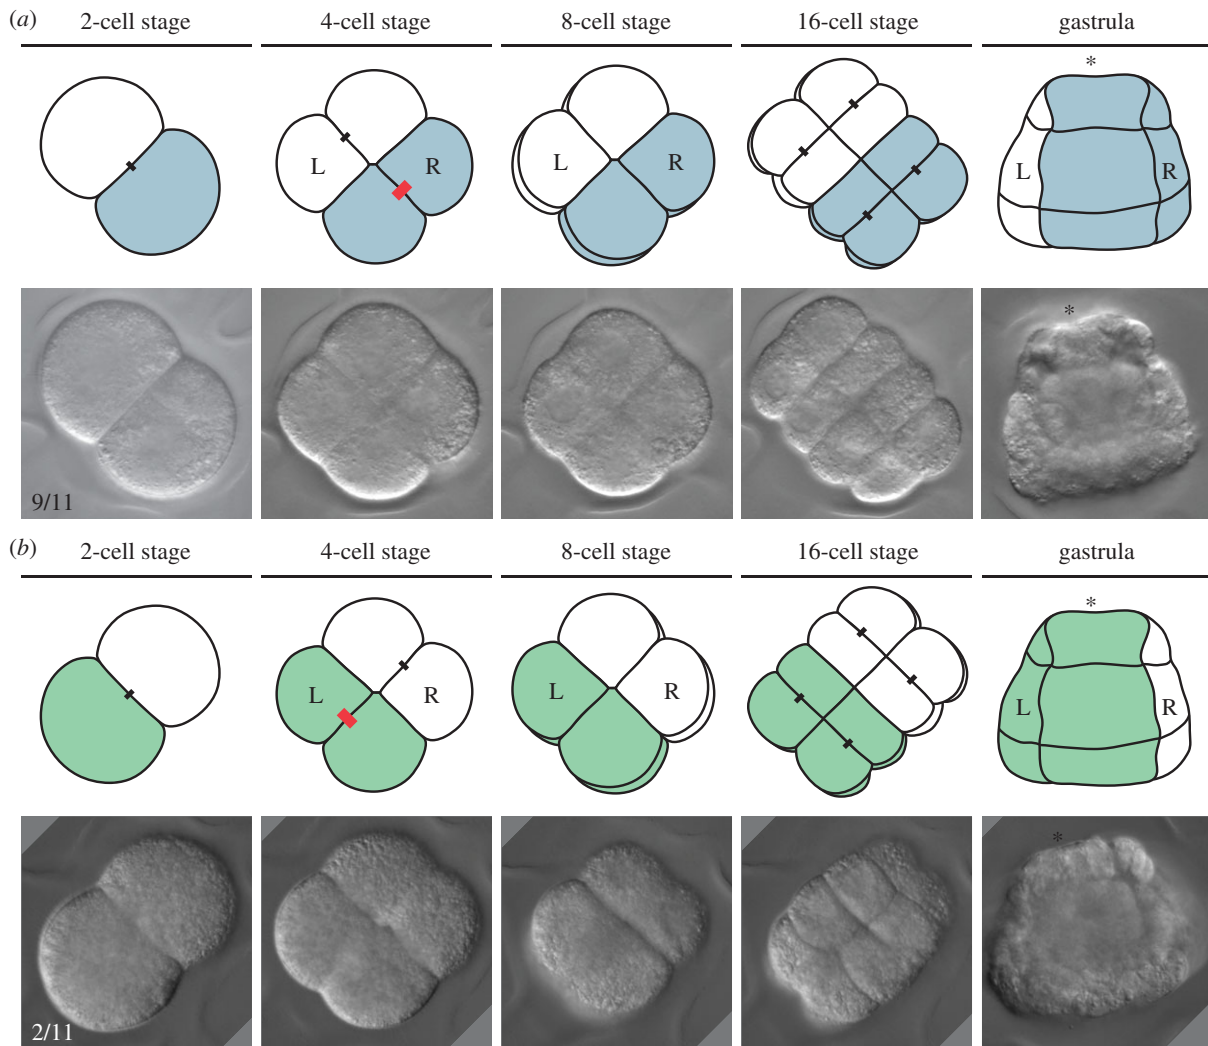 (a) 2-cell stage 4-cell stage 8-cell stage 16-cell stage gastrula
*
L R L R L R
*
9/11
(b) 2-cell stage 4-cell stage 8-cell stage 16-cell stage gastrula
*
L R L R L R
*
2/11